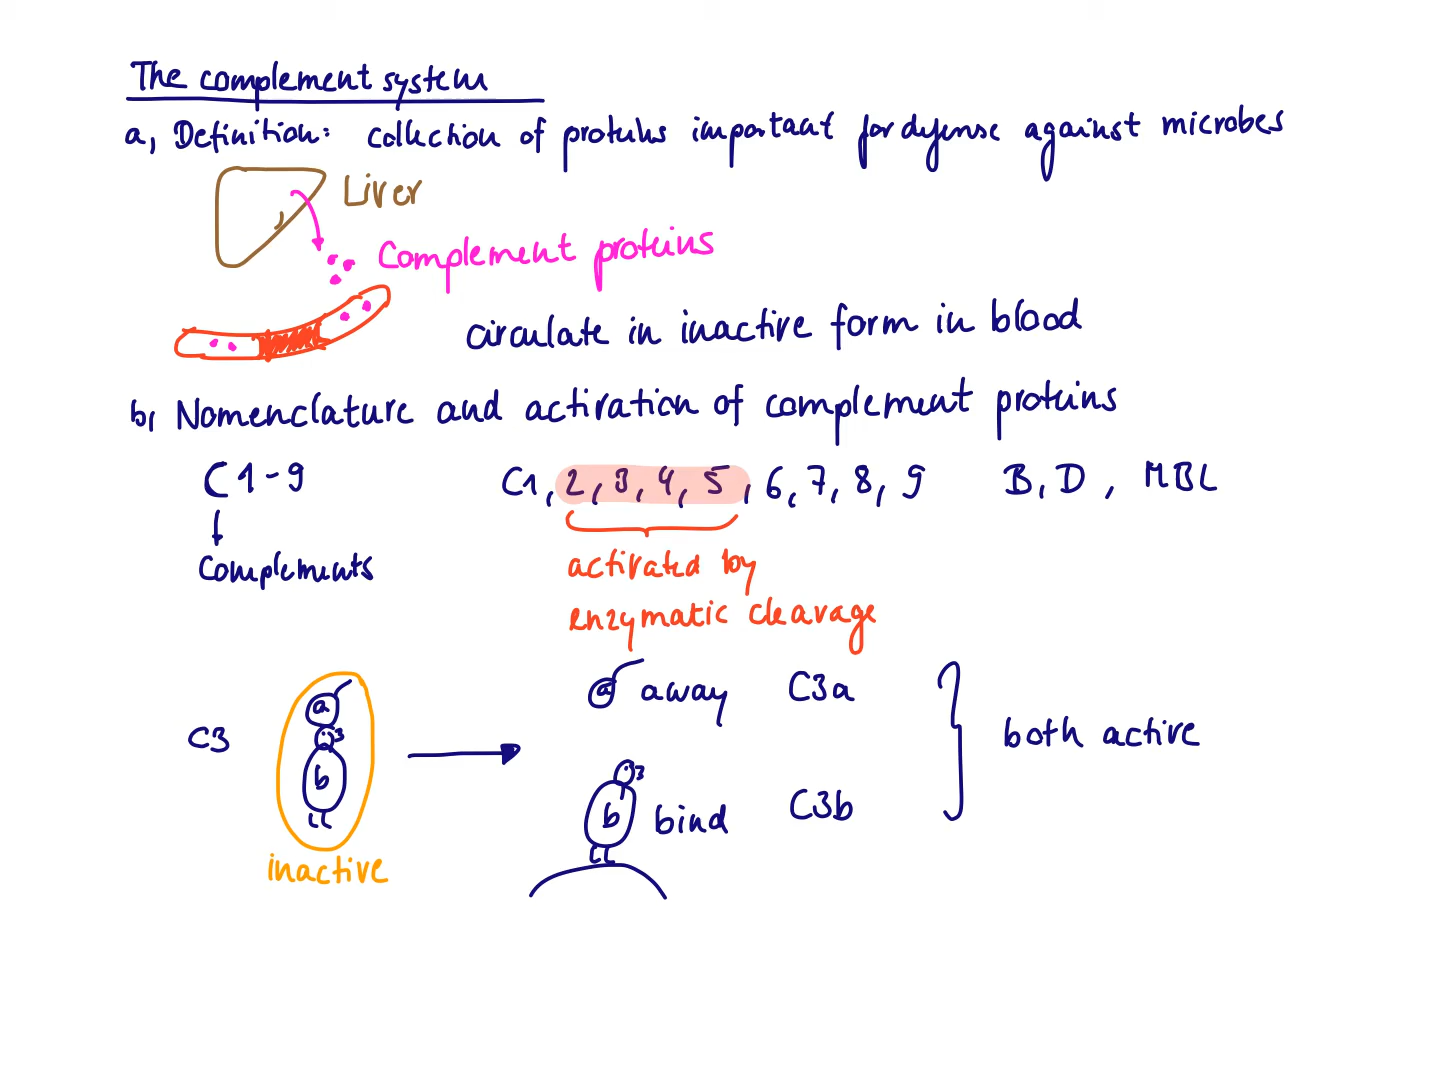 The complement system
a, Definition: collection of proteins important for defense against microbes
Liver
Complement proteins
circulate in inactive form in blood
b, Nomenclature and activation of complement proteins
C 1-9 C1, 2, 3, 4, 5, 6, 7, 8, 9 B, D, MBL
Complements
activated by
enzymatic cleavage
a
a away C3a
C3
b
both active
b bind C3b
inactive